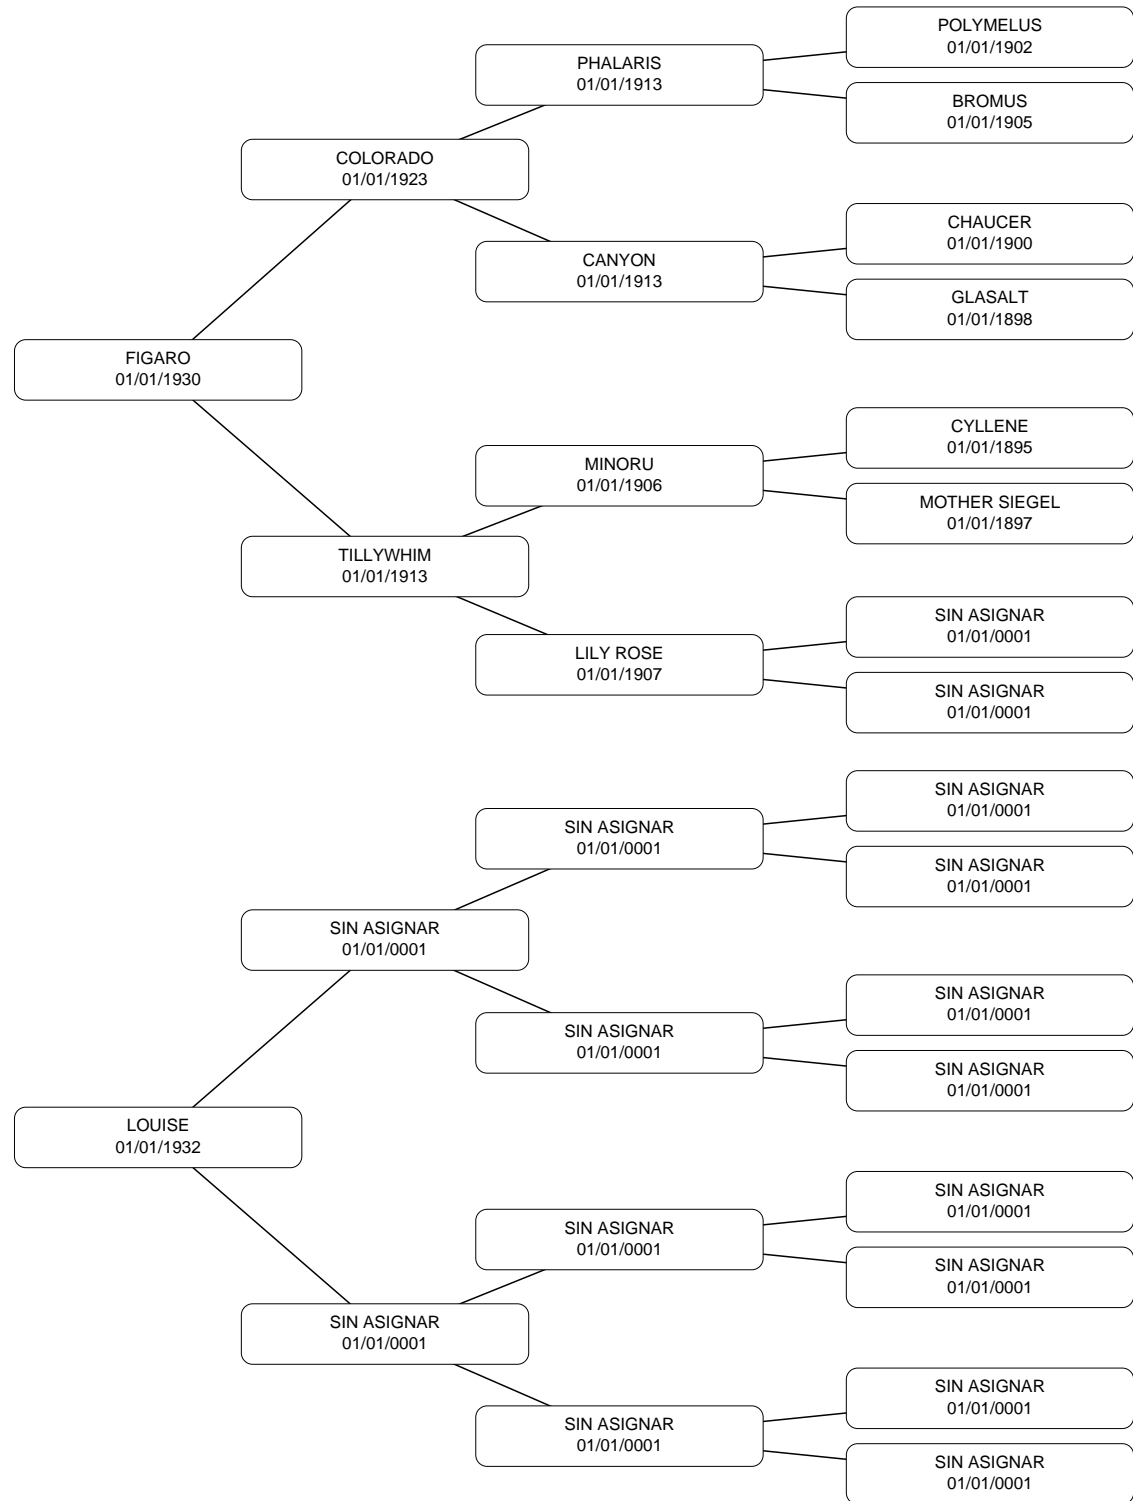 POLYMELUS
01/01/1902
PHALARIS
01/01/1913
BROMUS
01/01/1905
COLORADO
01/01/1923
CHAUCER
01/01/1900
CANYON
01/01/1913
GLASALT
01/01/1898
FIGARO
01/01/1930
CYLLENE
01/01/1895
MINORU
01/01/1906
MOTHER SIEGEL
01/01/1897
TILLYWHIM
01/01/1913
SIN ASIGNAR
01/01/0001
LILY ROSE
01/01/1907
SIN ASIGNAR
01/01/0001
SIN ASIGNAR
01/01/0001
SIN ASIGNAR
01/01/0001
SIN ASIGNAR
01/01/0001
SIN ASIGNAR
01/01/0001
SIN ASIGNAR
01/01/0001
SIN ASIGNAR
01/01/0001
SIN ASIGNAR
01/01/0001
LOUISE
01/01/1932
SIN ASIGNAR
01/01/0001
SIN ASIGNAR
01/01/0001
SIN ASIGNAR
01/01/0001
SIN ASIGNAR
01/01/0001
SIN ASIGNAR
01/01/0001
SIN ASIGNAR
01/01/0001
SIN ASIGNAR
01/01/0001